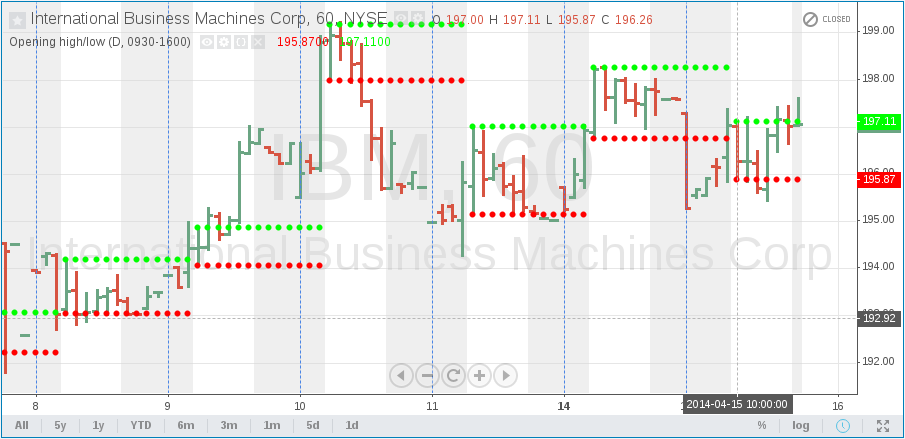 International Business Machines Corp, 60, NYSE O 197.00 H 197.11 L 195.87 C 196.26 CLOSED
Opening high/low (D, 0930-1600) 195.8700 197.1100
IBM, 60
International Business Machines Corp
199.00
198.00
197.11
196.00
195.87
195.00
194.00
192.92
192.00
8 9 10 11 14 2014-04-15 10:00:00 16
All 5y 1y YTD 6m 3m 1m 5d 1d % log